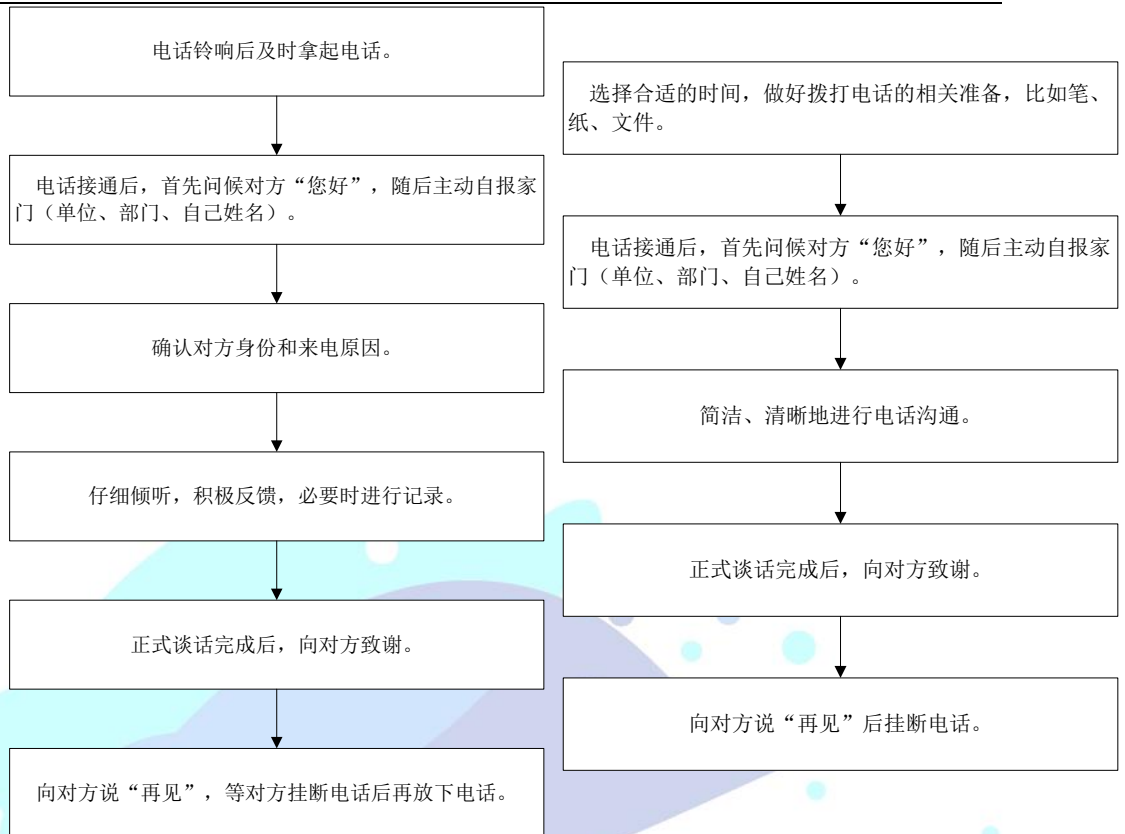 电话铃响后及时拿起电话。
电话接通后，首先问候对方“您好”，随后主动自报家
门（单位、部门、自己姓名）。
确认对方身份和来电原因。
仔细倾听，积极反馈，必要时进行记录。
正式谈话完成后，向对方致谢。
向对方说“再见”，等对方挂断电话后再放下电话。
选择合适的时间，做好拨打电话的相关准备，比如笔、
纸、文件。
电话接通后，首先问候对方“您好”，随后主动自报家
门（单位、部门、自己姓名）。
简洁、清晰地进行电话沟通。
正式谈话完成后，向对方致谢。
向对方说“再见”后挂断电话。